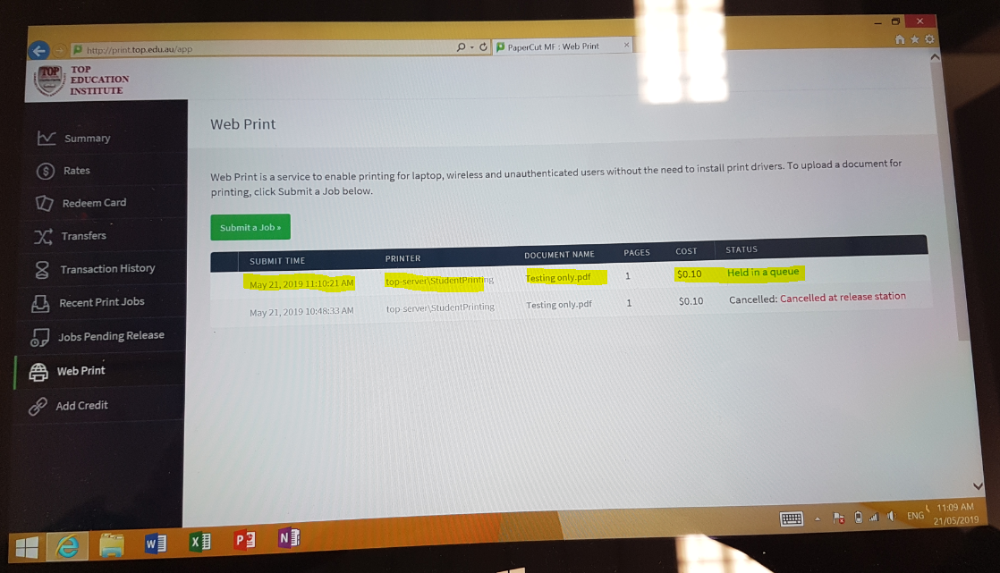 http://print.top.edu.au/app
PaperCut MF : Web Print
TOP
TOP
EDUCATION
INSTITUTE
Summary
Rates
Redeem Card
Transfers
Transaction History
Recent Print Jobs
Jobs Pending Release
Web Print
Add Credit
Web Print
Web Print is a service to enable printing for laptop, wireless and unauthenticated users without the need to install print drivers. To upload a document for
printing, click Submit a Job below.
Submit a Job »
SUBMIT TIME PRINTER DOCUMENT NAME PAGES COST STATUS
May 21, 2019 11:10:21 AM top-server\StudentPrinting Testing only.pdf 1 $0.10 Held in a queue
May 21, 2019 10:48:33 AM top-server\StudentPrinting Testing only.pdf 1 $0.10 Cancelled: Cancelled at release station
ENG 11:09 AM
21/05/2019